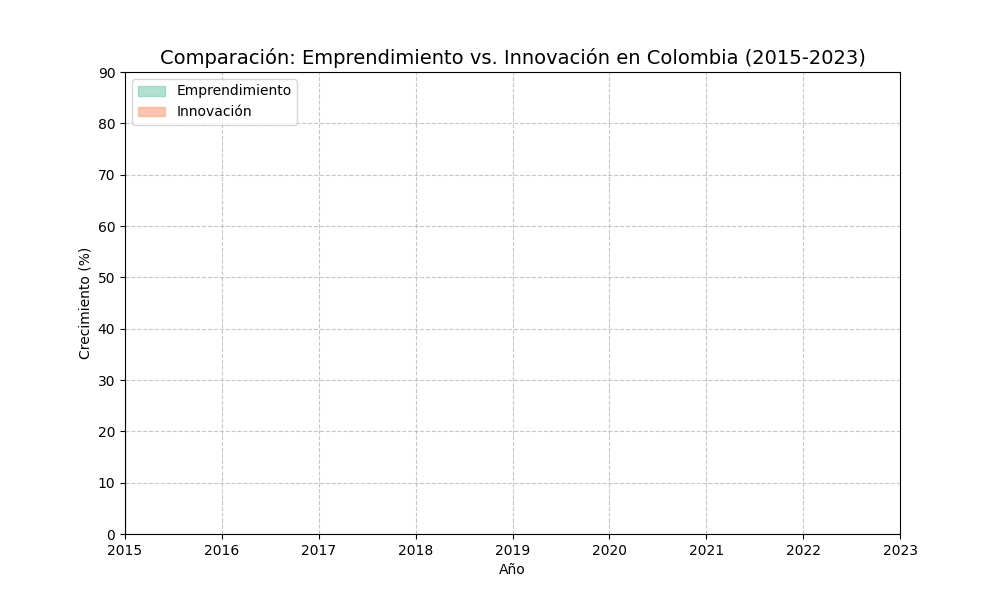 Comparación: Emprendimiento vs. Innovación en Colombia (2015-2023)
Emprendimiento
Innovación
Crecimiento (%)
90
80
70
60
50
40
30
20
10
0
2015 2016 2017 2018 2019 2020 2021 2022 2023
Año